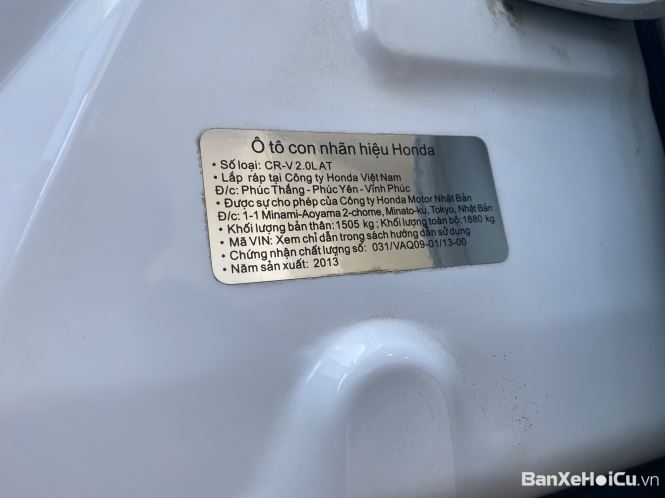 Ô tô con nhãn hiệu Honda
• Số loại: CR-V 2.0L AT
• Lắp ráp tại Công ty Honda Việt Nam
Đ/c: Phúc Thắng - Phúc Yên - Vĩnh Phúc
• Được sự cho phép của Công ty Honda Motor Nhật Bản
Đ/c: 1-1 Minami-Aoyama 2-chome, Minato-ku, Tokyo, Nhật Bản
• Khối lượng bản thân: 1505 kg ; Khối lượng toàn bộ: 1880 kg
• Mã VIN: Xem chỉ dẫn trong sách hướng dẫn sử dụng
• Chứng nhận chất lượng số: 031/VAQ09-01/13-00
• Năm sản xuất: 2013
BanXeHoiCu.vn